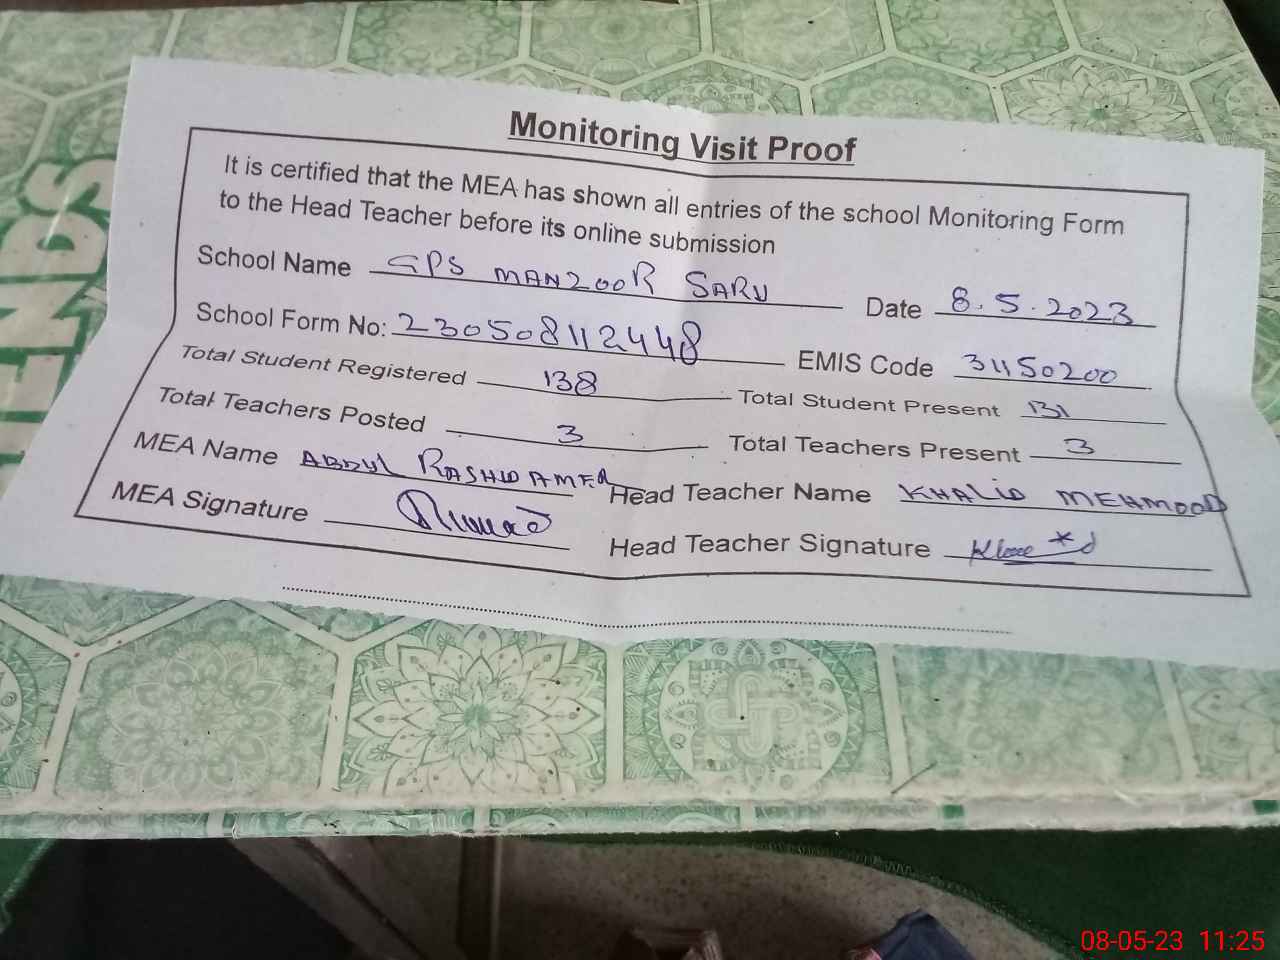 Monitoring Visit Proof
It is certified that the MEA has shown all entries of the school Monitoring Form
to the Head Teacher before its online submission
School Name GPS MANZOOR SARU Date 8.5.2023
School Form No: 230508112448 EMIS Code 31150200
Total Student Registered 138 Total Student Present 131
Total Teachers Posted 3 Total Teachers Present 3
MEA Name ABDUL RASHID Head Teacher Name KHALID MEHMOOD
MEA Signature Head Teacher Signature
08-05-23 11:25